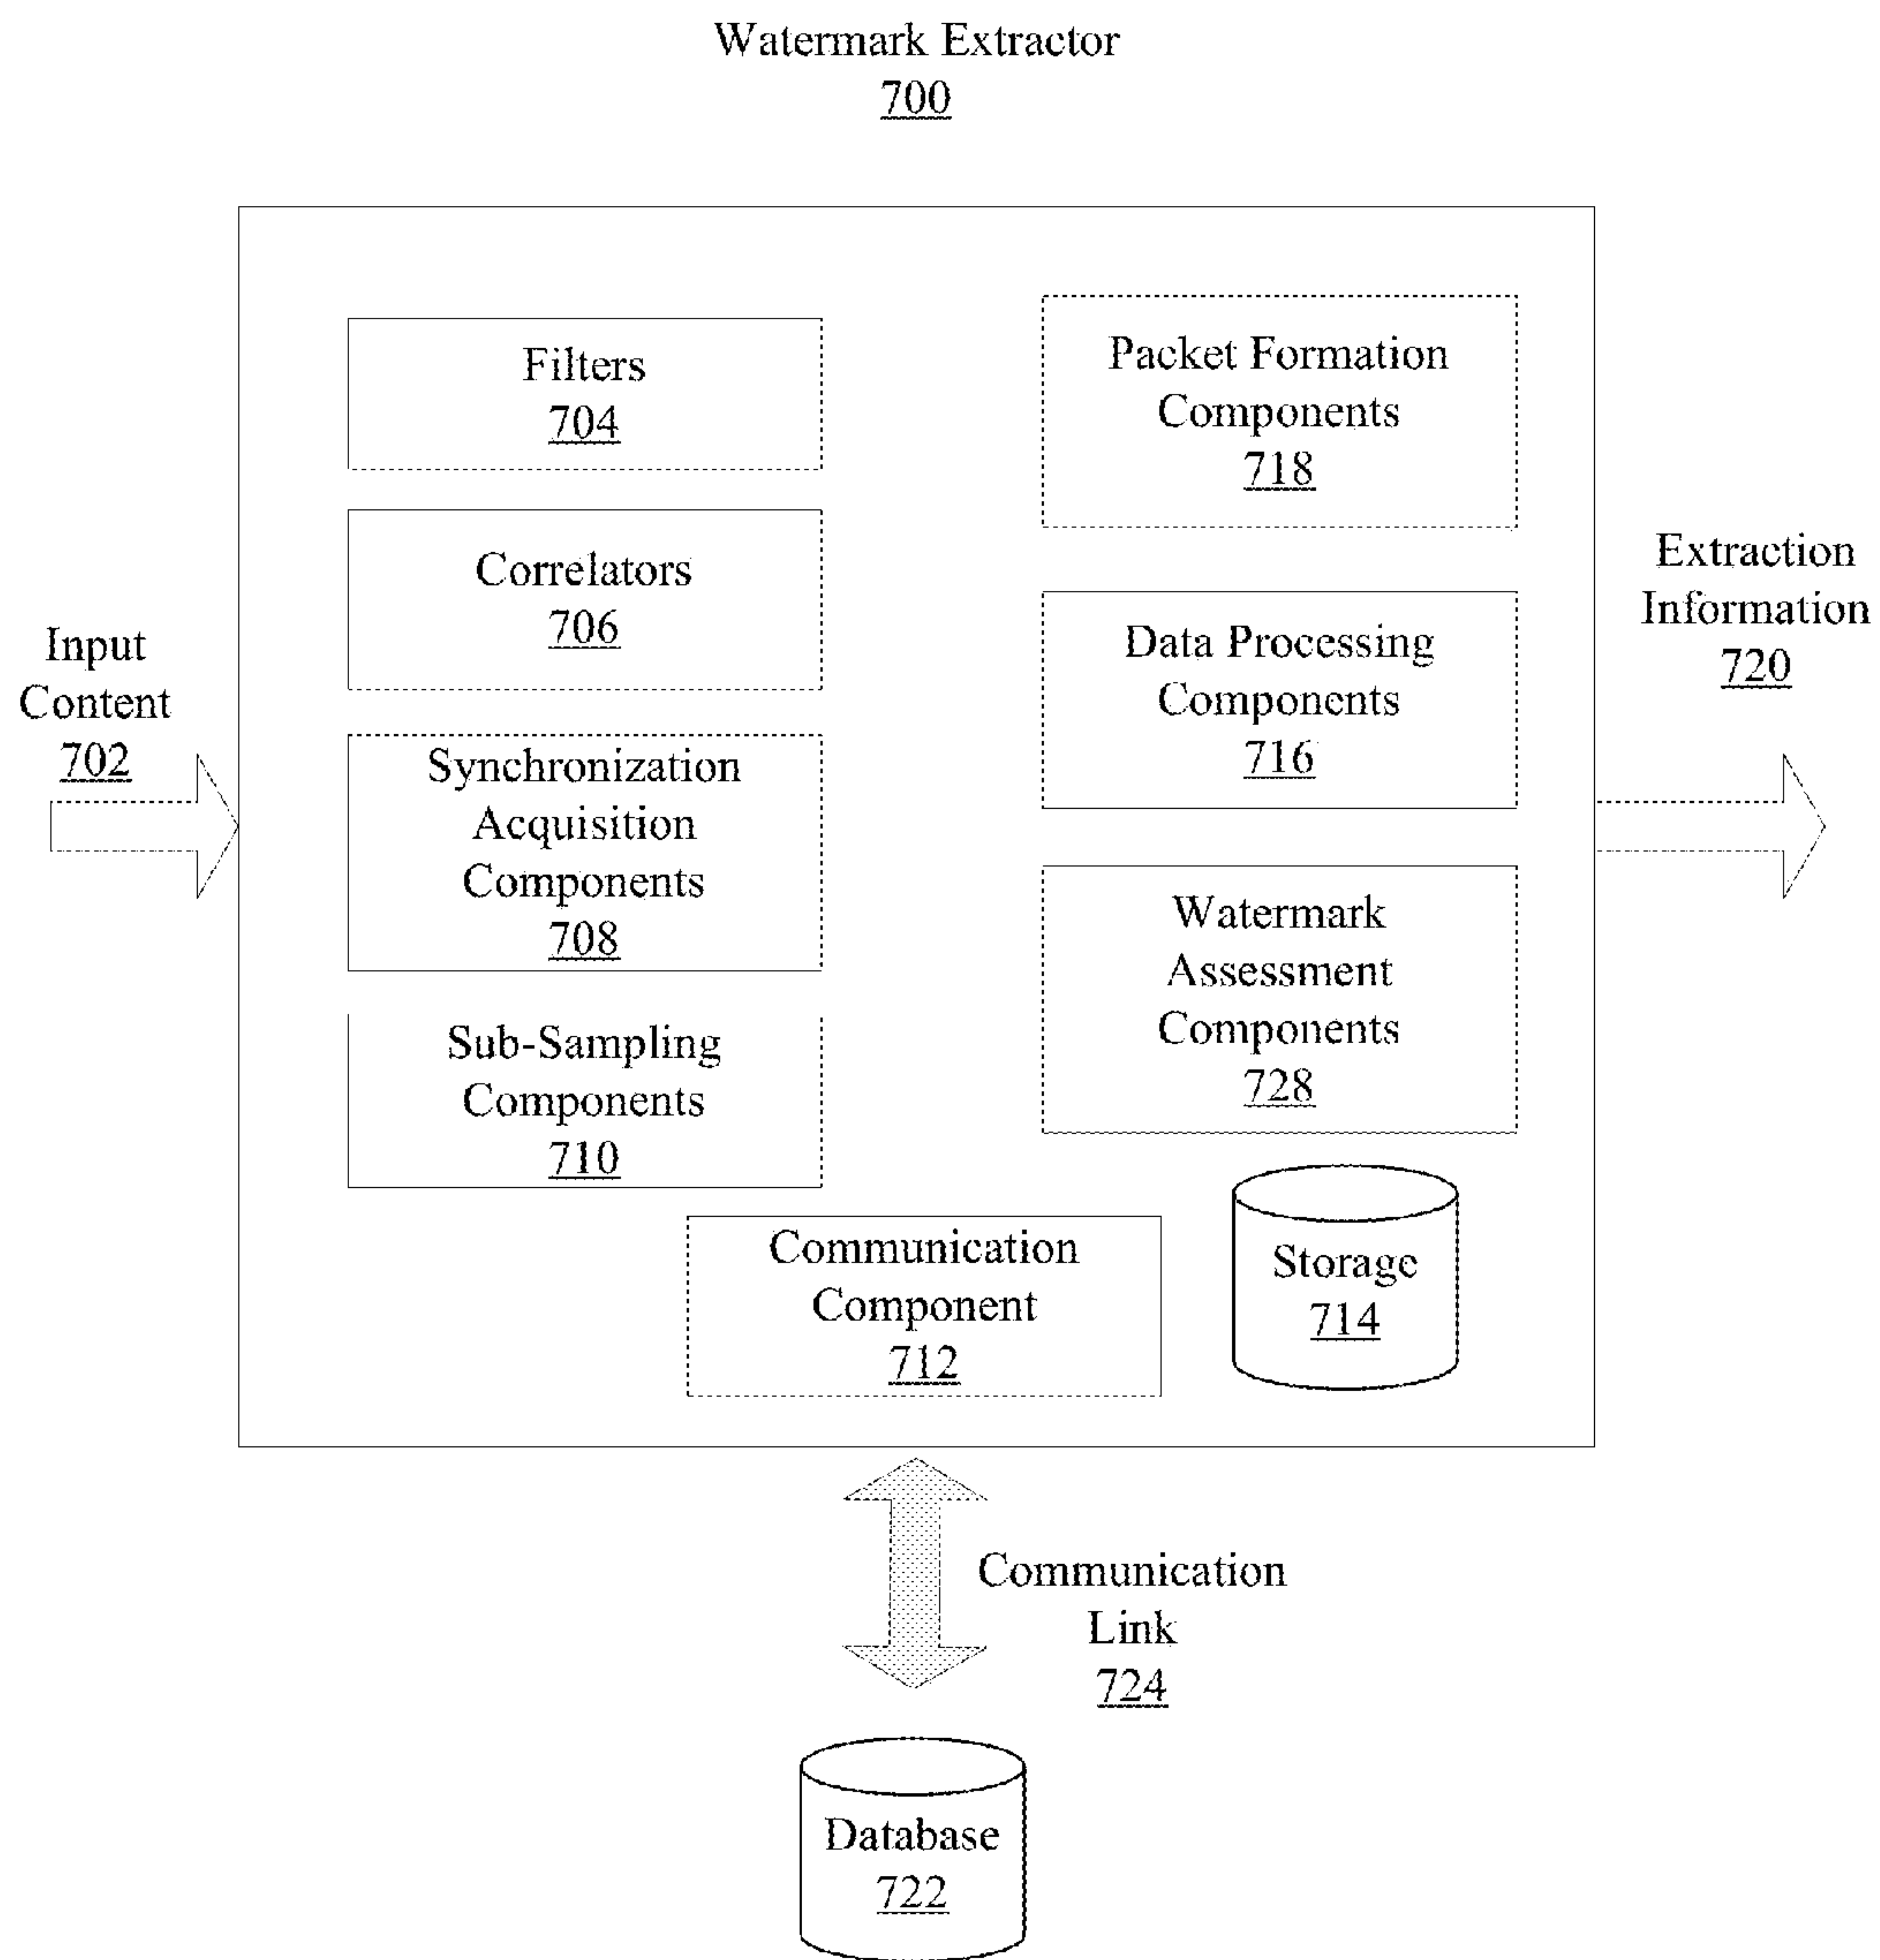 Watermark Extractor
700
Input
Content
702
Filters
704
Correlators
706
Synchronization
Acquisition
Components
708
Sub-Sampling
Components
710
Packet Formation
Components
718
Data Processing
Components
716
Watermark
Assessment
Components
728
Communication
Component
712
Storage
714
Extraction
Information
720
Communication
Link
724
Database
722